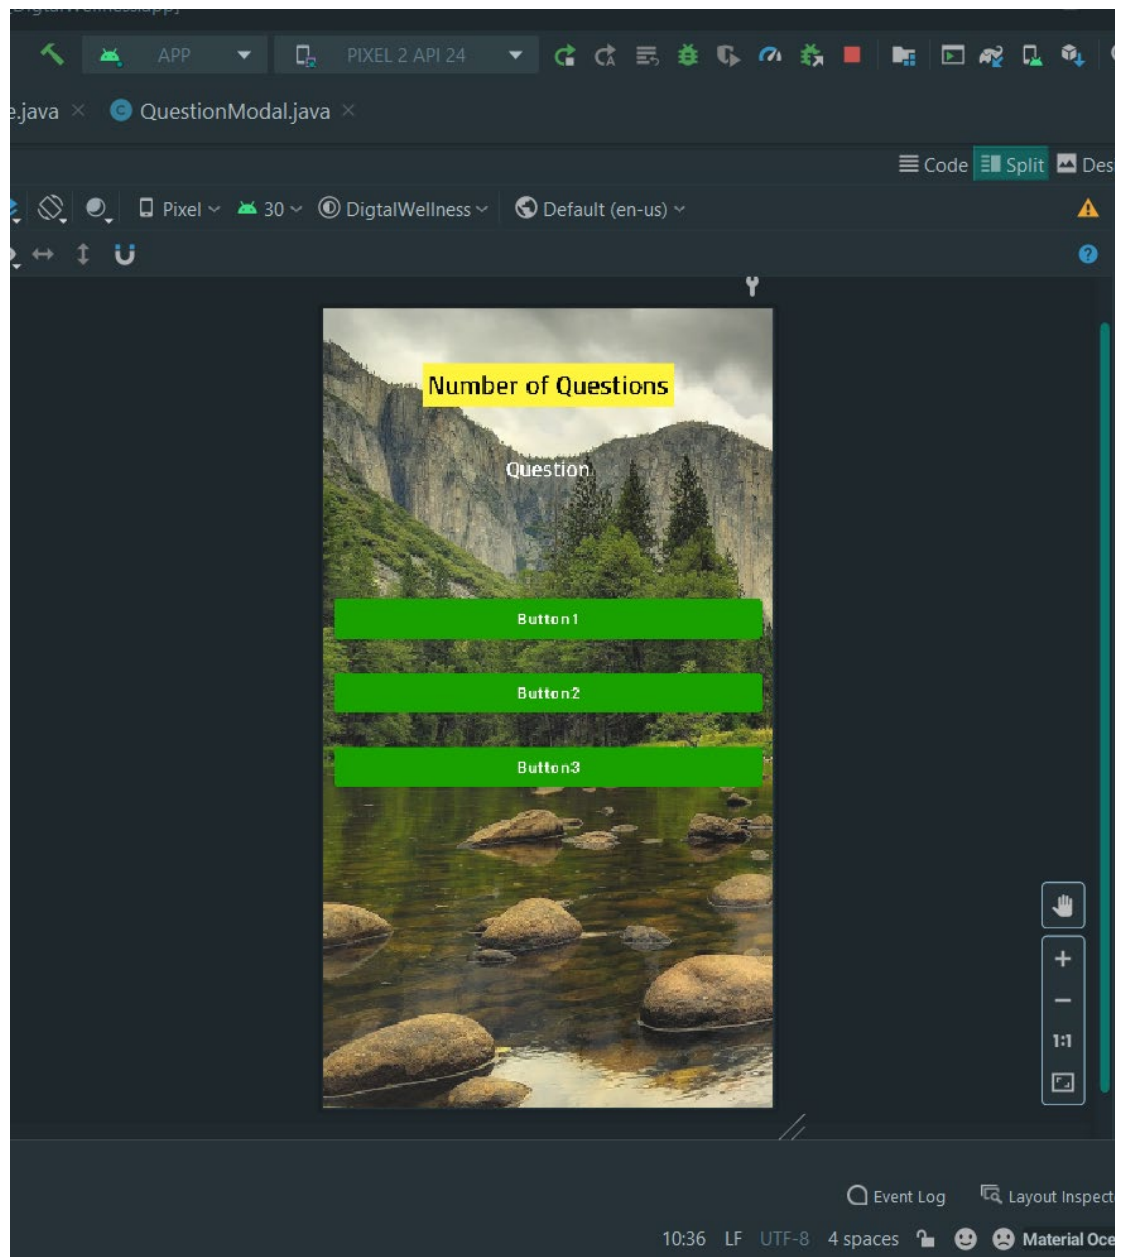 APP PIXEL 2 API 24
e.java QuestionModal.java
Code Split Des
Pixel 30 DigtalWellness Default (en-us)
Number of Questions
Question
Button1
Button2
Button3
1:1
Event Log Layout Inspect
10:36 LF UTF-8 4 spaces Material Oce